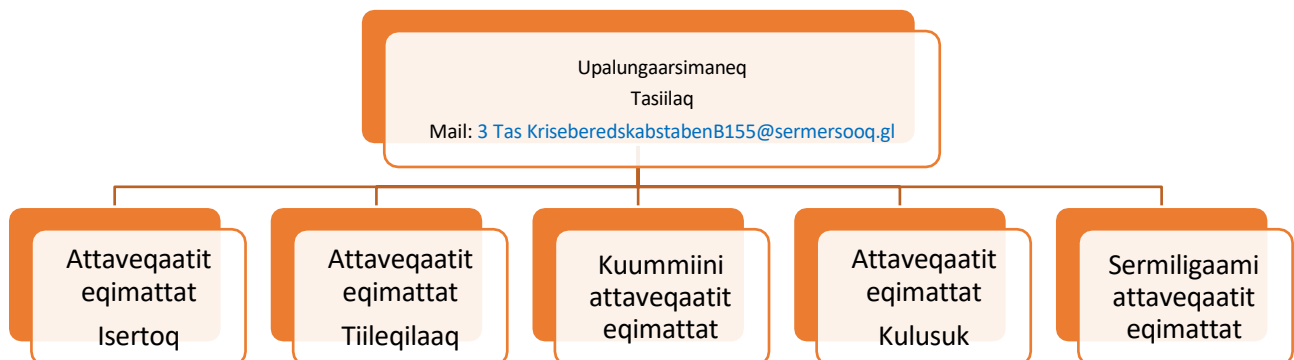 Upalungaarsimaneq
Tasiilaq
Mail: 3 Tas KriseberedskabstabenB155@sermersooq.gl
Attaveqaatit
eqimattat
Isertoq
Attaveqaatit
eqimattat
Tiileqilaaq
Kuummiini
attaveqaatit
eqimattat
Attaveqaatit
eqimattat
Kulusuk
Sermiligaami
attaveqaatit
eqimattat